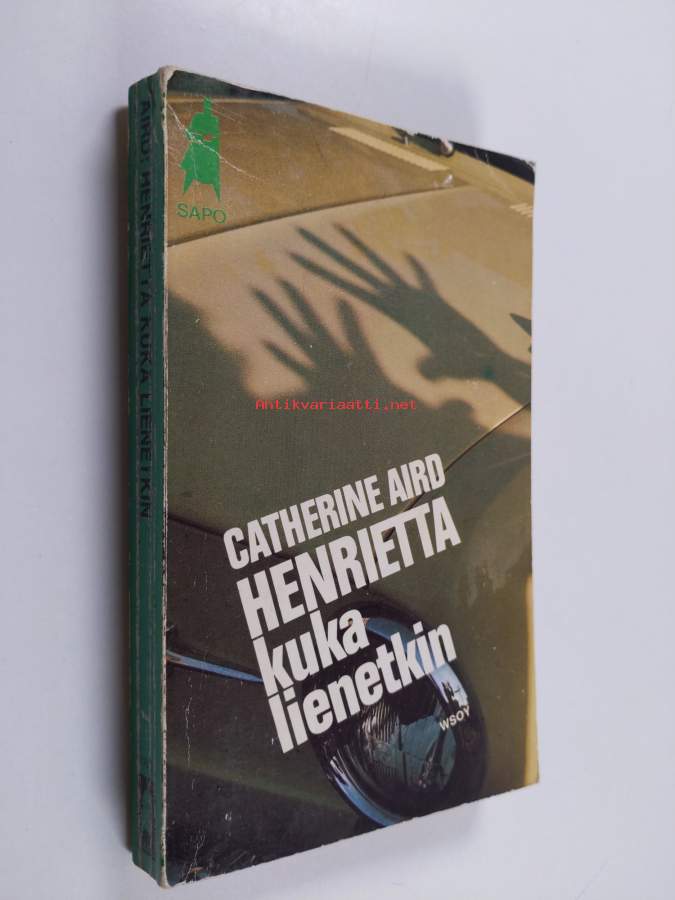 AIRD: HENRIETTA KUKA LIENETKIN
SAPO
Antikvariaatti.net
CATHERINE AIRD
HENRIETTA
kuka
lienetkin
WSOY